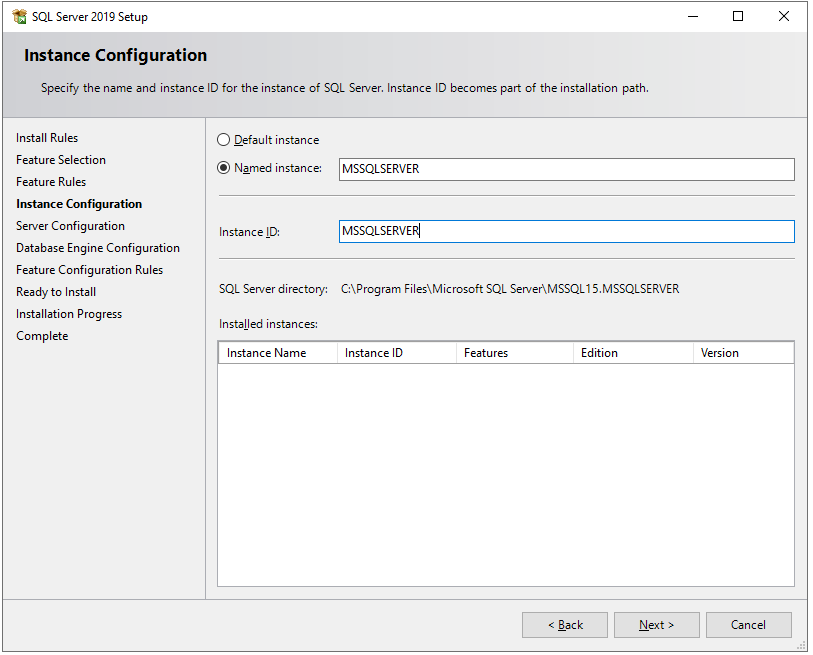 SQL Server 2019 Setup
Instance Configuration
Specify the name and instance ID for the instance of SQL Server. Instance ID becomes part of the installation path.
Install Rules
Feature Selection
Feature Rules
Instance Configuration
Server Configuration
Database Engine Configuration
Feature Configuration Rules
Ready to Install
Installation Progress
Complete
Default instance
Named instance: MSSQLSERVER
Instance ID: MSSQLSERVER
SQL Server directory: C:\Program Files\Microsoft SQL Server\MSSQL15.MSSQLSERVER
Installed instances:
Instance Name Instance ID Features Edition Version
< Back Next > Cancel